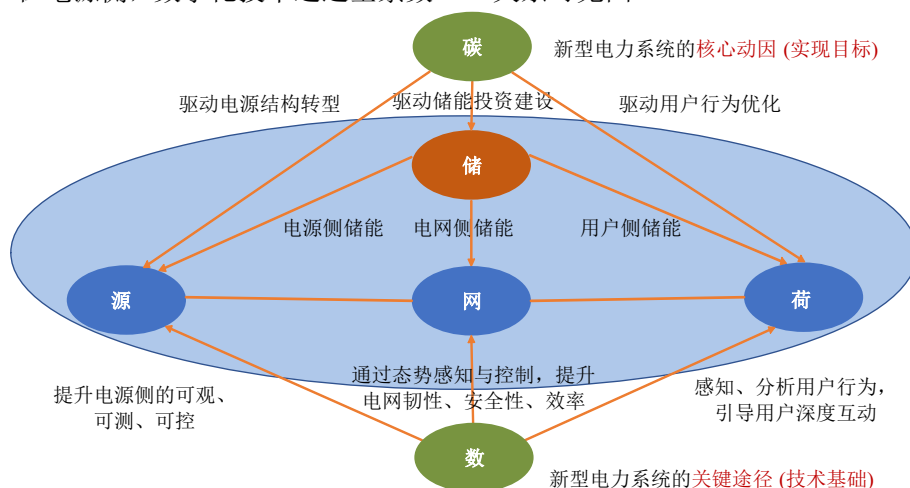 碳
新型电力系统的核心动因 (实现目标)
驱动电源结构转型
驱动储能投资建设
驱动用户行为优化
储
电源侧储能
电网侧储能
用户侧储能
源
网
荷
提升电源侧的可观、
可测、可控
通过态势感知与控制，提升
电网韧性、安全性、效率
感知、分析用户行为，
引导用户深度互动
数
新型电力系统的关键途径 (技术基础)